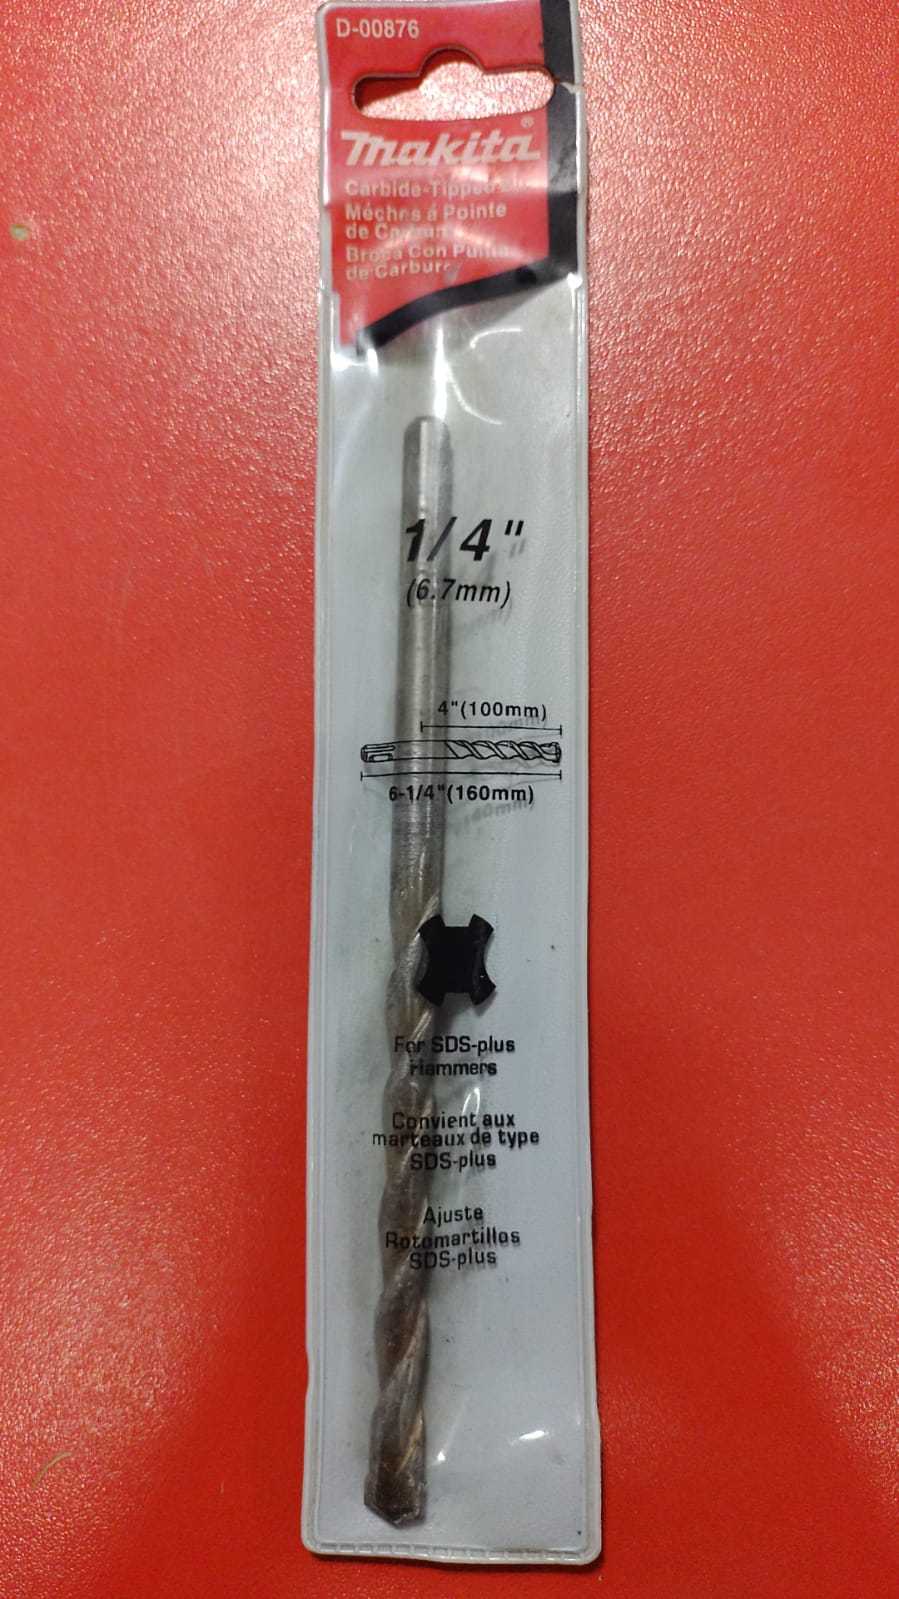 D-00876
makita®
Carbide-Tipped
Méches á Pointe
de Carbure
Broca Con Punta
de Carburo
1/4"
(6.7mm)
4"(100mm)
6-1/4"(160mm)
For SDS-plus
Hammers
Convient aux
marteaux de type
SDS-plus
Ajuste
Rotomartillos
SDS-plus